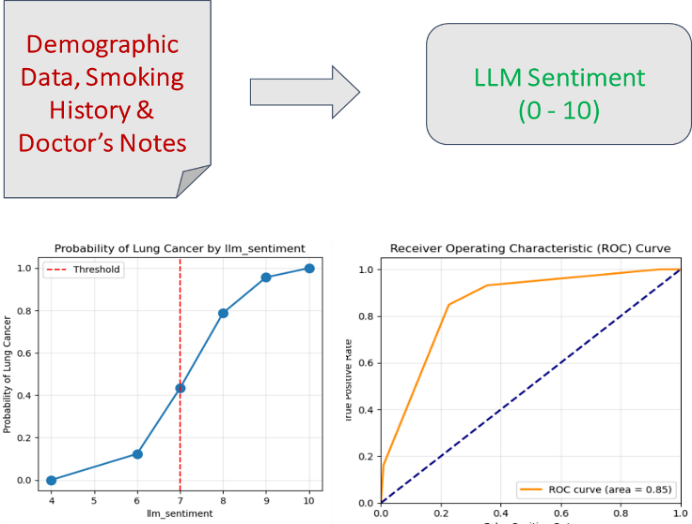 Demographic
Data, Smoking
History &
Doctor's Notes
LLM Sentiment
(0 - 10)
Probability of Lung Cancer by llm_sentiment
Threshold
Probability of Lung Cancer
1.0
0.8
0.6
0.4
0.2
0.0
4 5 6 7 8 9 10
llm_sentiment
Receiver Operating Characteristic (ROC) Curve
True Positive Rate
1.0
0.8
0.6
0.4
0.2
0.0
0.0 0.2 0.4 0.6 0.8 1.0
ROC curve (area = 0.85)